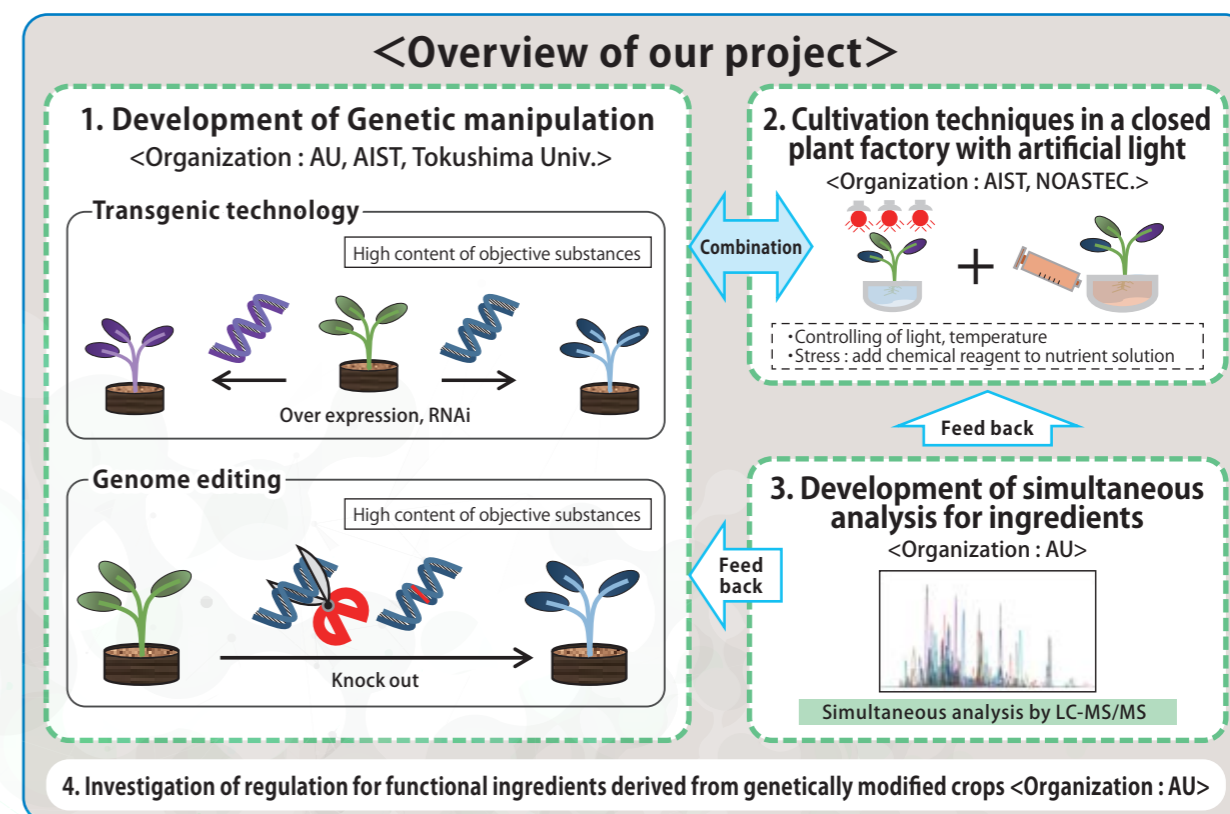 <Overview of our project>
1. Development of Genetic manipulation
<Organization : AU, AIST, Tokushima Univ.>
Transgenic technology
High content of objective substances
Over expression, RNAi
Genome editing
High content of objective substances
Knock out
Combination
2. Cultivation techniques in a closed
plant factory with artificial light
<Organization : AIST, NOASTEC.>
+
・Controlling of light, temperature
・Stress : add chemical reagent to nutrient solution
Feed back
Feed
back
3. Development of simultaneous
analysis for ingredients
<Organization : AU>
Simultaneous analysis by LC-MS/MS
4. Investigation of regulation for functional ingredients derived from genetically modified crops <Organization : AU>